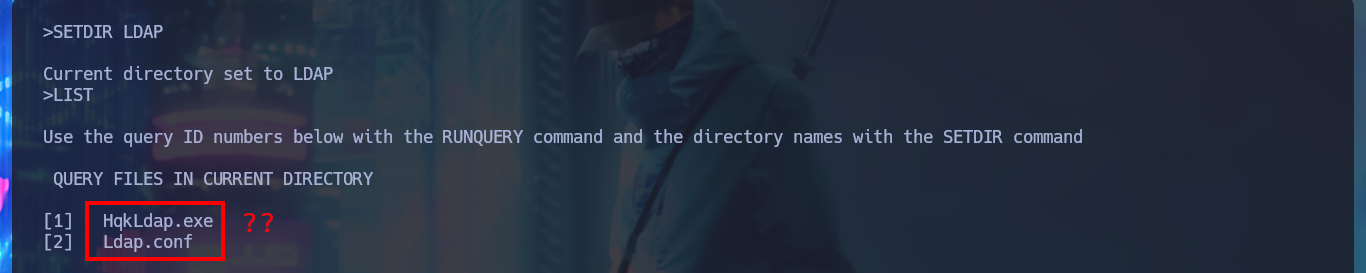 >SETDIR LDAP
Current directory set to LDAP
>LIST
Use the query ID numbers below with the RUNQUERY command and the directory names with the SETDIR command
QUERY FILES IN CURRENT DIRECTORY
[1] HqkLdap.exe ??
[2] Ldap.conf